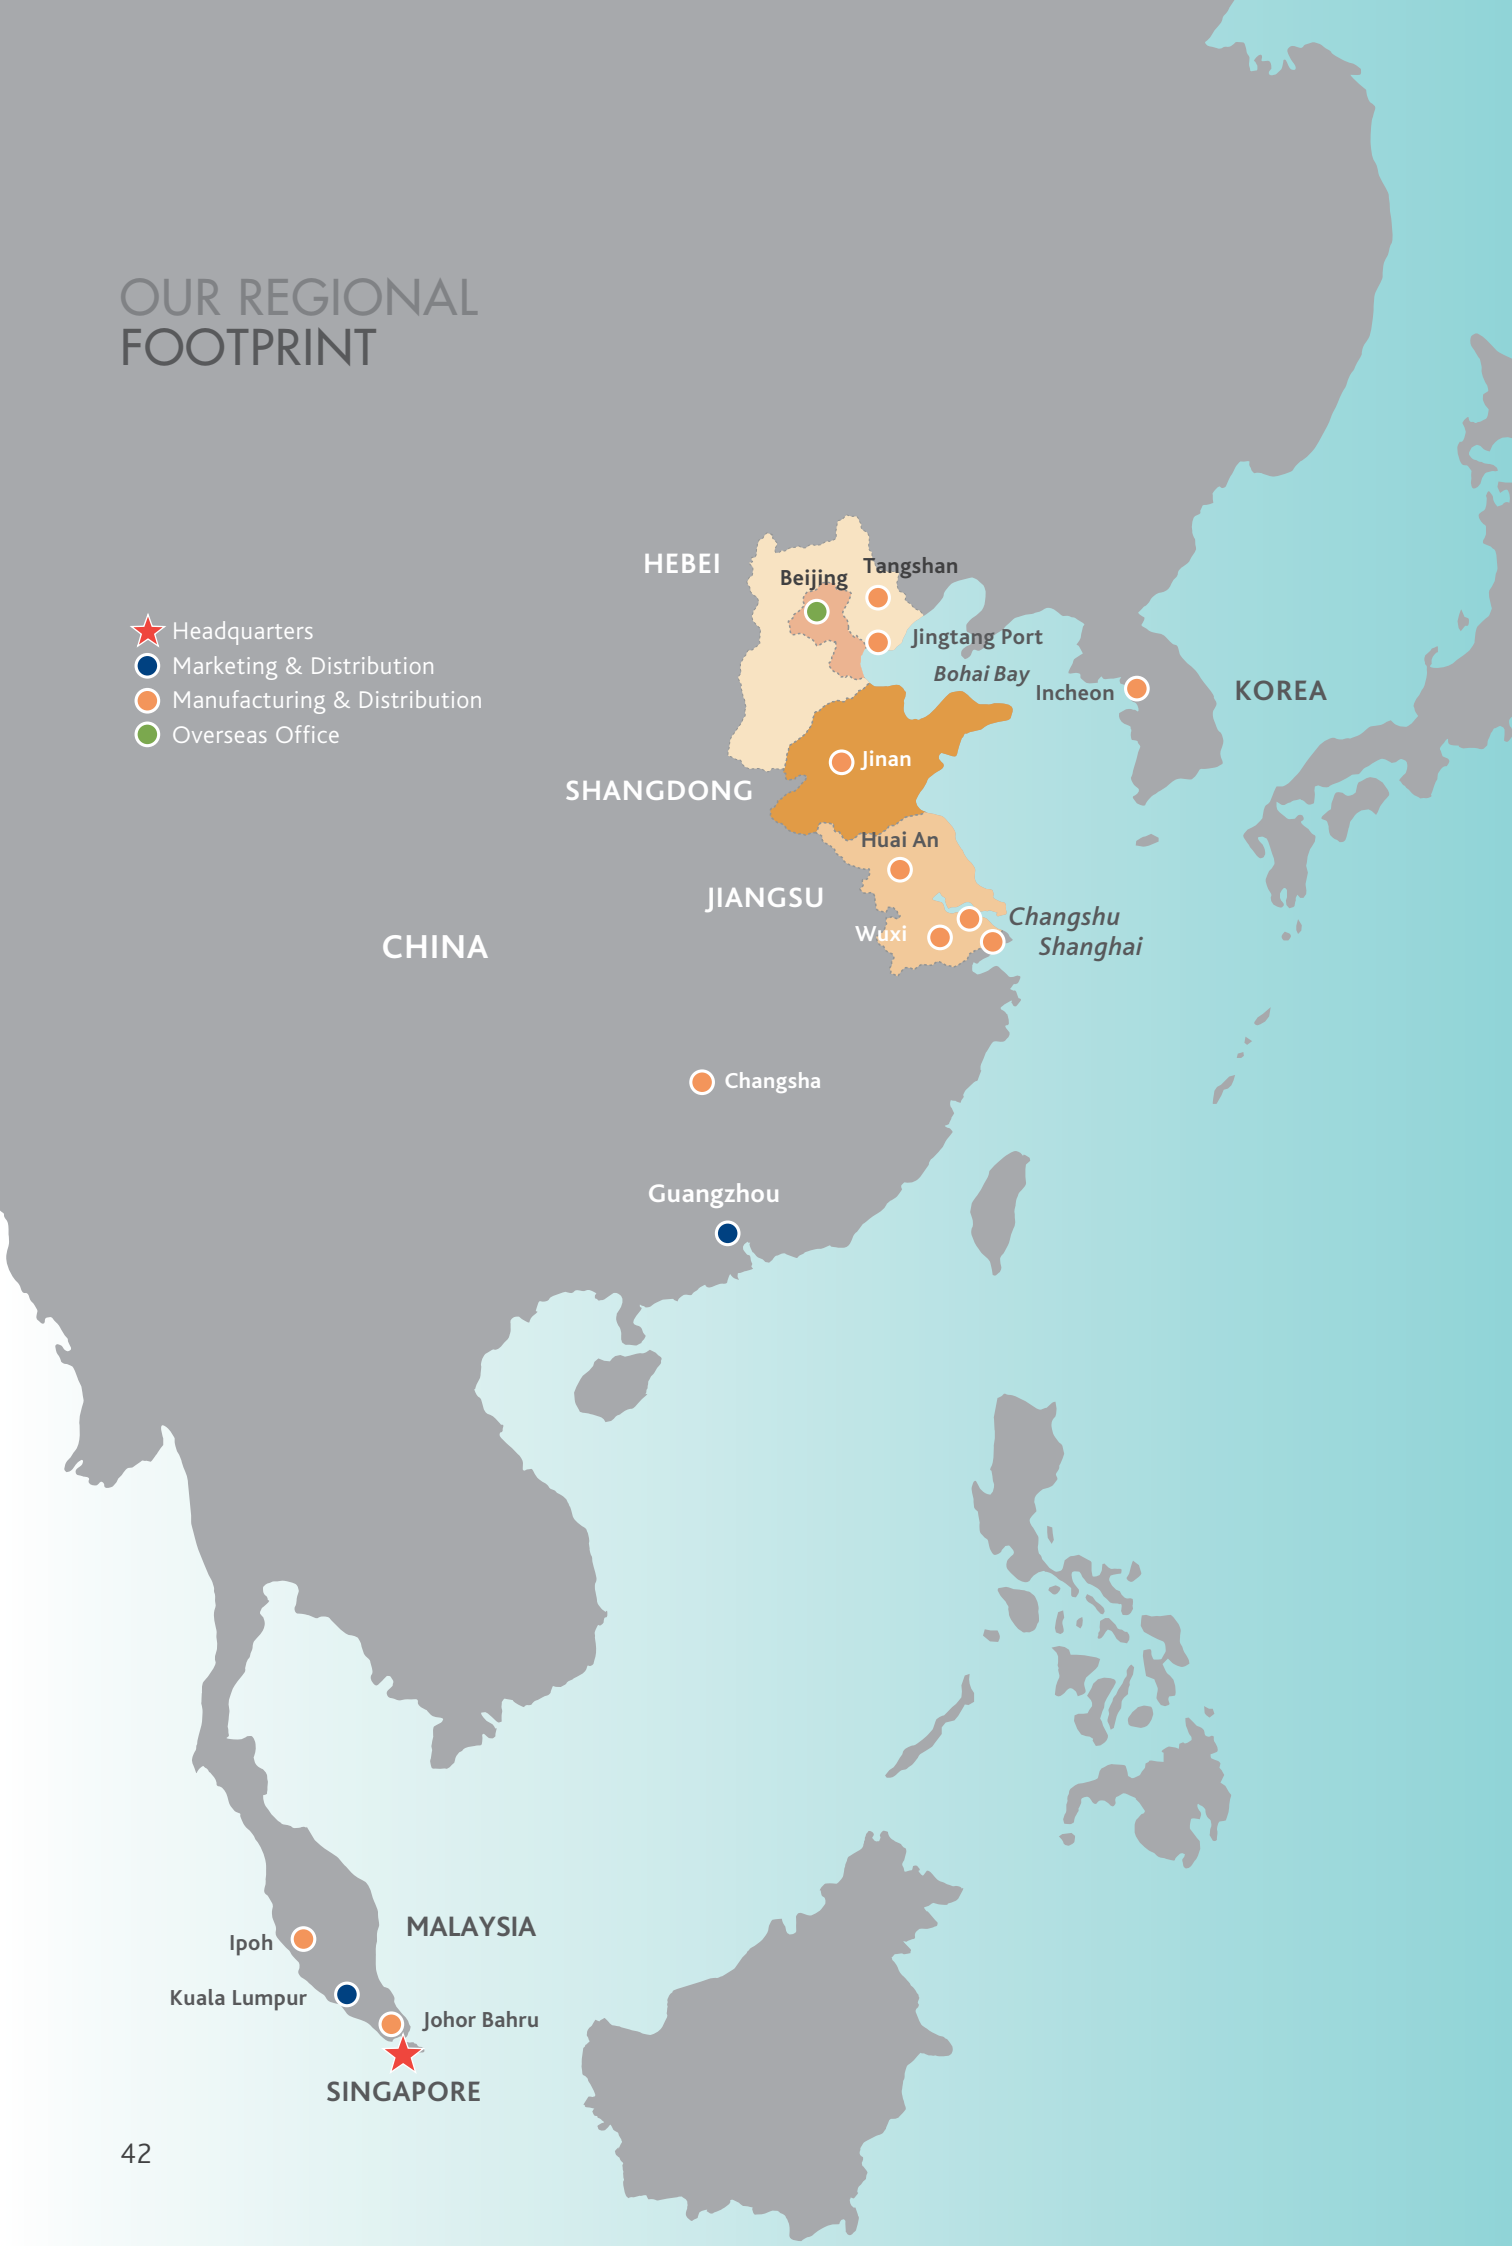 OUR REGIONAL
FOOTPRINT
HEBEI
Tangshan
Beijing
Headquarters
Marketing & Distribution
Manufacturing & Distribution
Overseas Office
Jingtang Port
Bohai Bay
Incheon
KOREA
Jinan
SHANGDONG
Huai An
JIANGSU
Changshu
Wuxi
Shanghai
CHINA
Changsha
Guangzhou
MALAYSIA
Ipoh
Kuala Lumpur
Johor Bahru
SINGAPORE
42